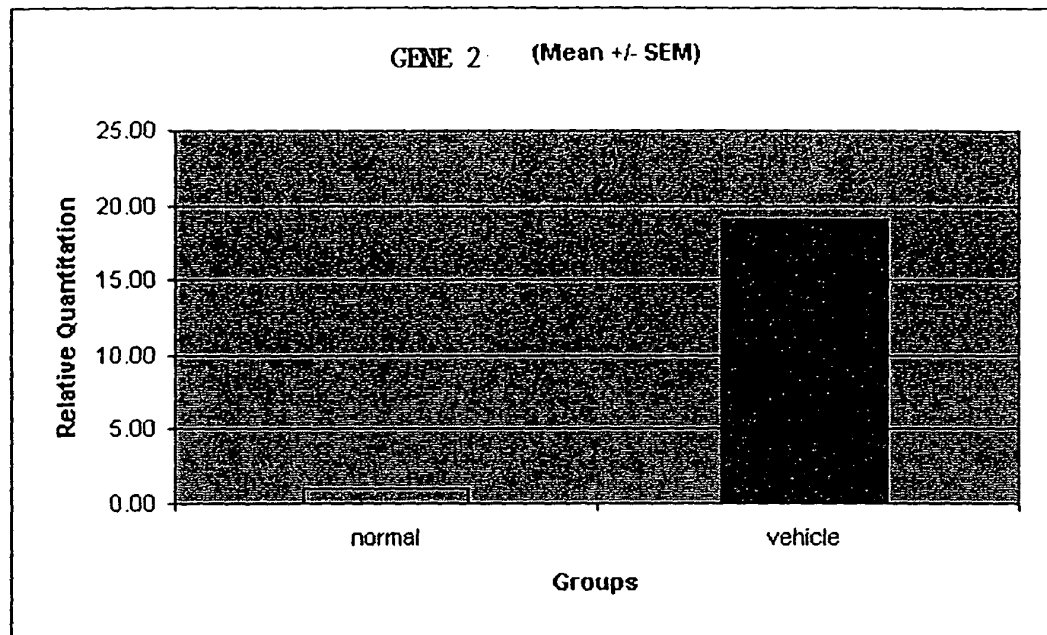 GENE 2 (Mean +/- SEM)
25.00
20.00
15.00
10.00
5.00
0.00
Relative Quantitation
normal vehicle
Groups